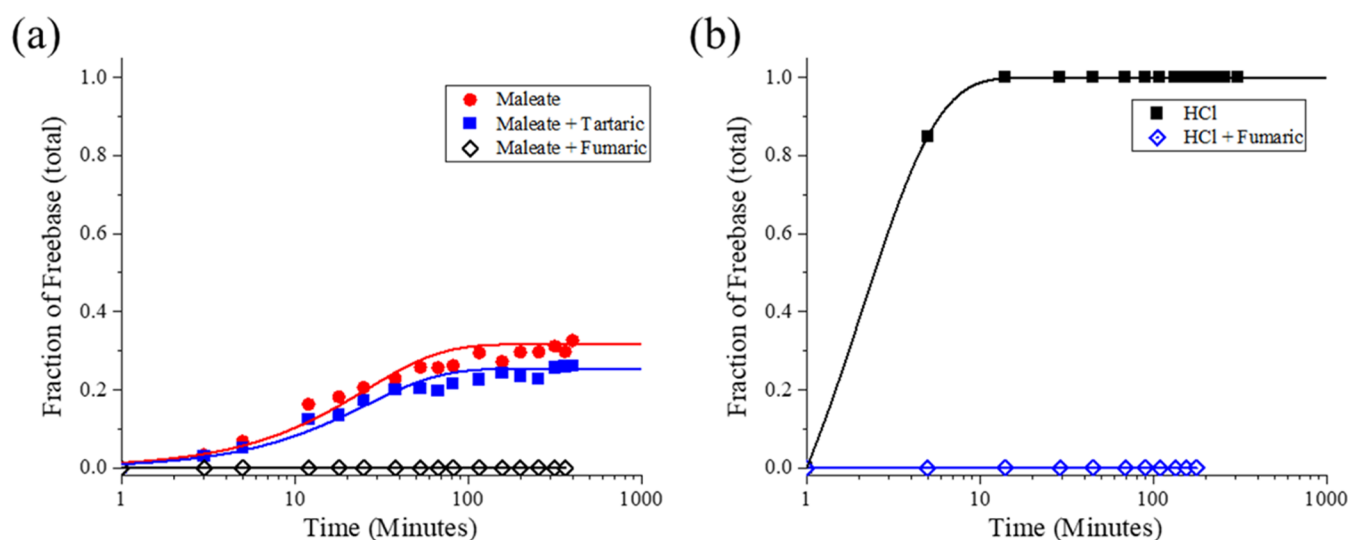 (a)
Fraction of Freebase (total)
1.0
0.8
0.6
0.4
0.2
0.0
Maleate
Maleate + Tartaric
Maleate + Fumaric
1
10
100
1000
Time (Minutes)
(b)
Fraction of Freebase (total)
1.0
0.8
0.6
0.4
0.2
0.0
HCl
HCl + Fumaric
1
10
100
1000
Time (Minutes)